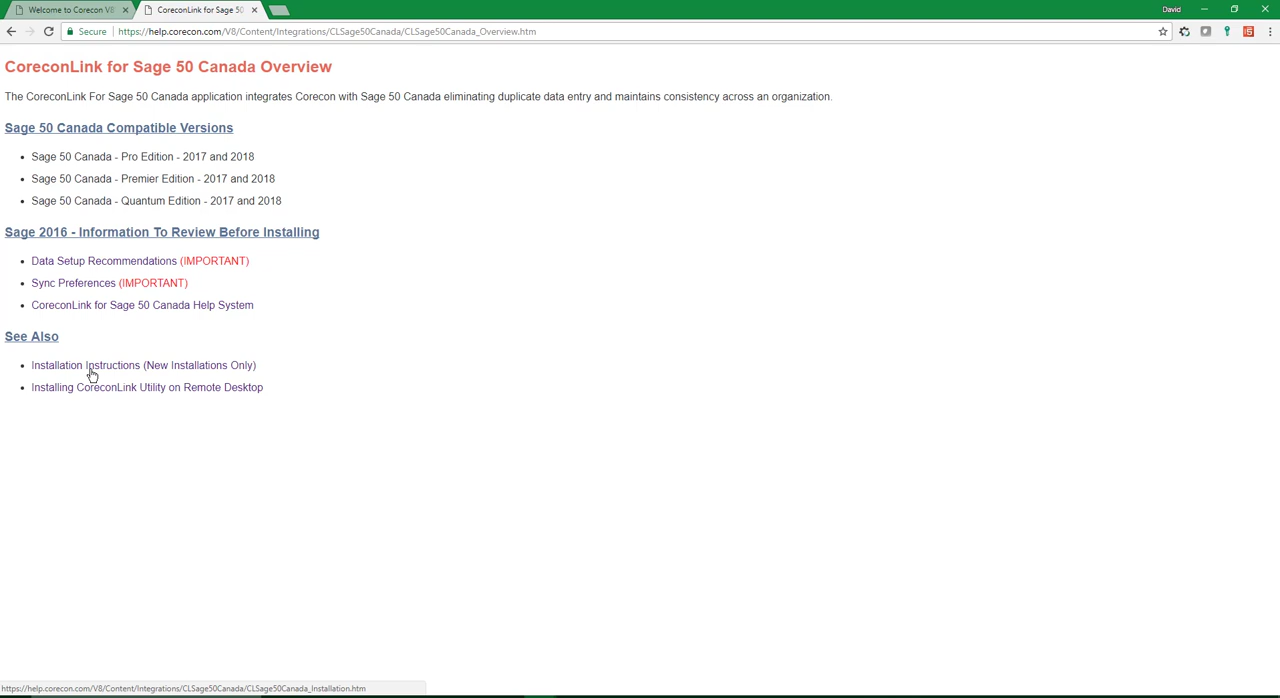 Welcome to Corecon V8
CoreconLink for Sage 50
David
Secure
https://help.corecon.com/V8/Content/Integrations/CLSage50Canada/CLSage50Canada_Overview.htm
CoreconLink for Sage 50 Canada Overview
The CoreconLink For Sage 50 Canada application integrates Corecon with Sage 50 Canada eliminating duplicate data entry and maintains consistency across an organization.
Sage 50 Canada Compatible Versions
• Sage 50 Canada - Pro Edition - 2017 and 2018
• Sage 50 Canada - Premier Edition - 2017 and 2018
• Sage 50 Canada - Quantum Edition - 2017 and 2018
Sage 2016 - Information To Review Before Installing
• Data Setup Recommendations (IMPORTANT)
• Sync Preferences (IMPORTANT)
• CoreconLink for Sage 50 Canada Help System
See Also
• Installation Instructions (New Installations Only)
• Installing CoreconLink Utility on Remote Desktop
https://help.corecon.com/V8/Content/Integrations/CLSage50Canada/CLSage50Canada_Installation.htm